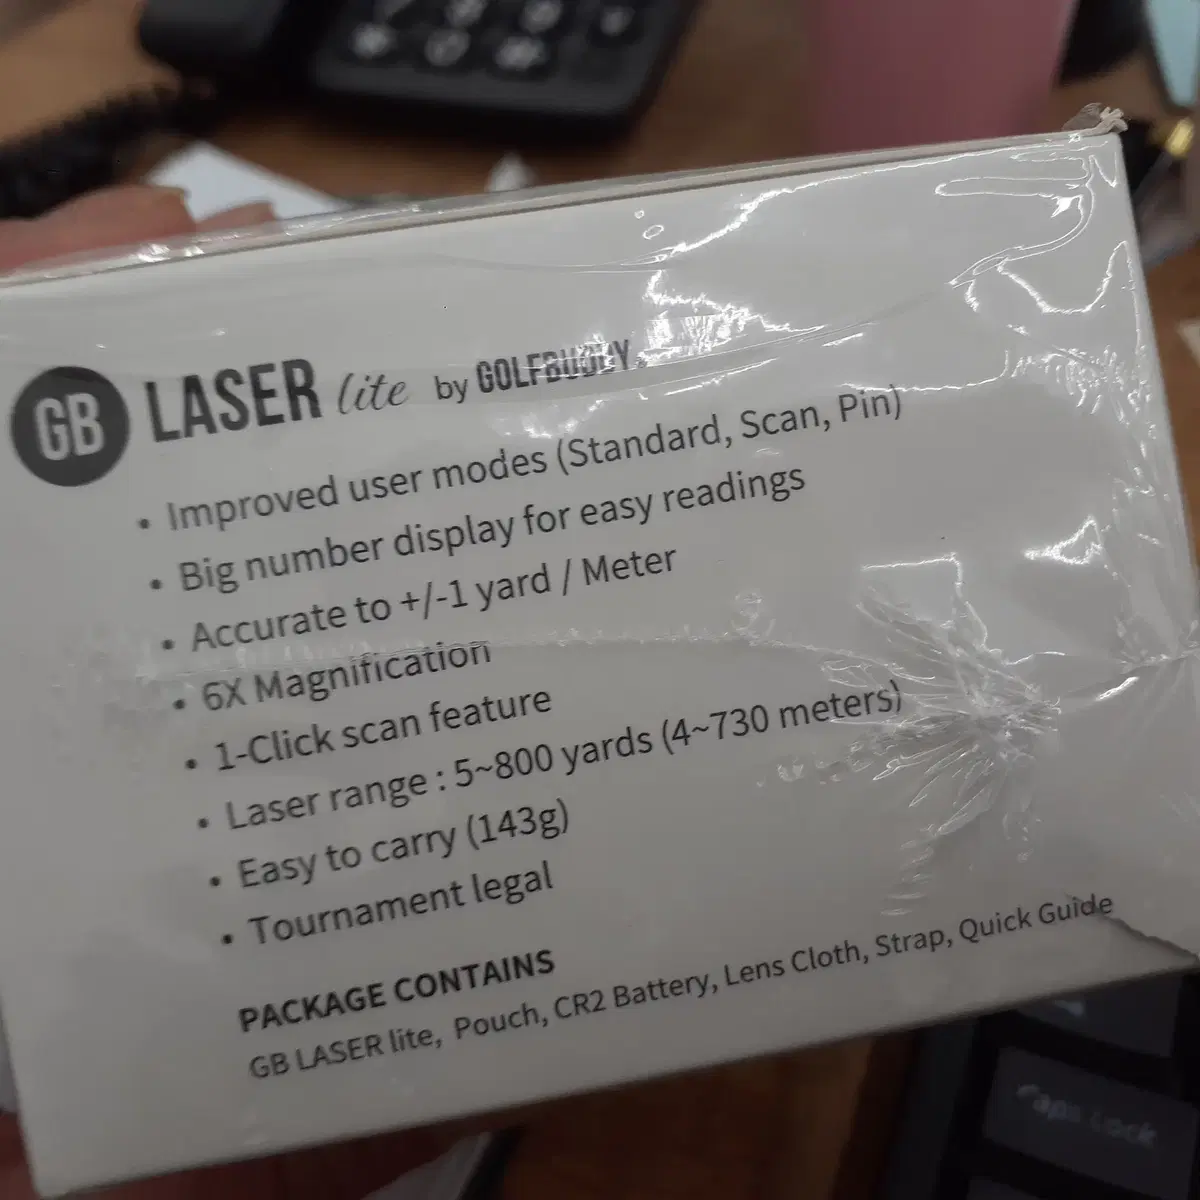 GB LASER lite by GOLFBUDDY
• Improved user modes (Standard, Scan, Pin)
• Big number display for easy readings
• Accurate to +/-1 yard / Meter
• 6X Magnification
• 1-Click scan feature
• Laser range : 5~800 yards (4~730 meters)
• Easy to carry (143g)
• Tournament legal
PACKAGE CONTAINS
GB LASER lite, Pouch, CR2 Battery, Lens Cloth, Strap, Quick Guide
Caps Lock